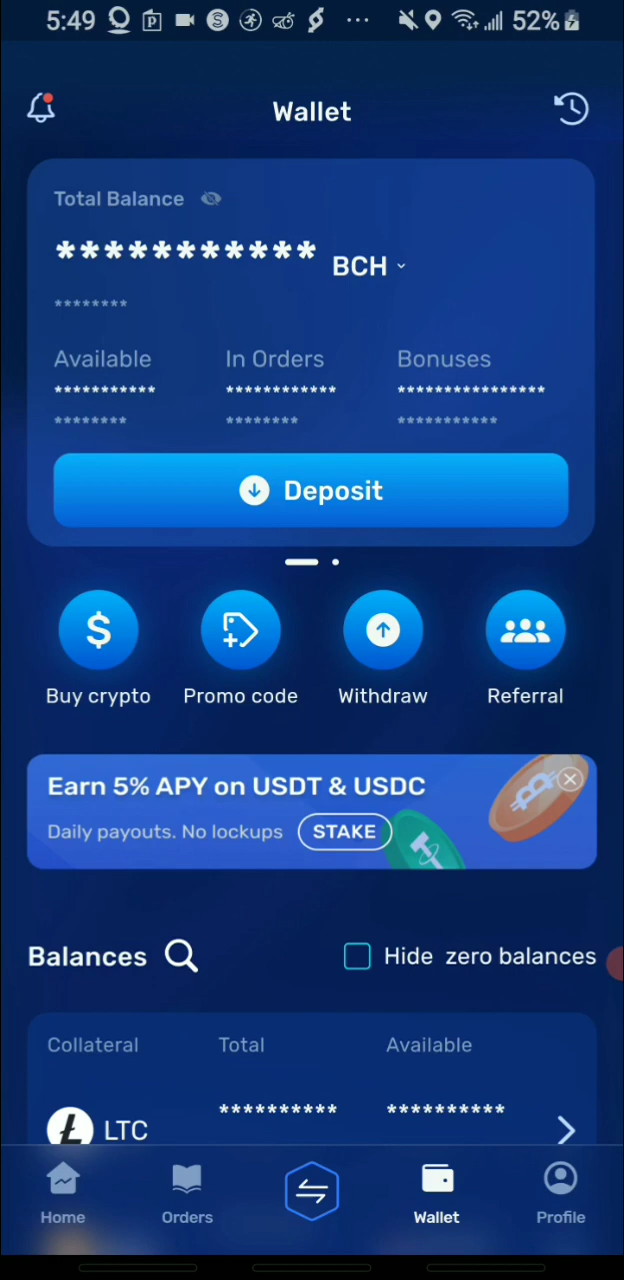 5:49 52%
Wallet
Total Balance
*********** BCH
********
Available In Orders Bonuses
*********** ************ ****************
******** ******** ***********
Deposit
Buy crypto Promo code Withdraw Referral
Earn 5% APY on USDT & USDC
Daily payouts. No lockups STAKE
Balances Hide zero balances
Collateral Total Available
********** **********
LTC
Home Orders Wallet Profile